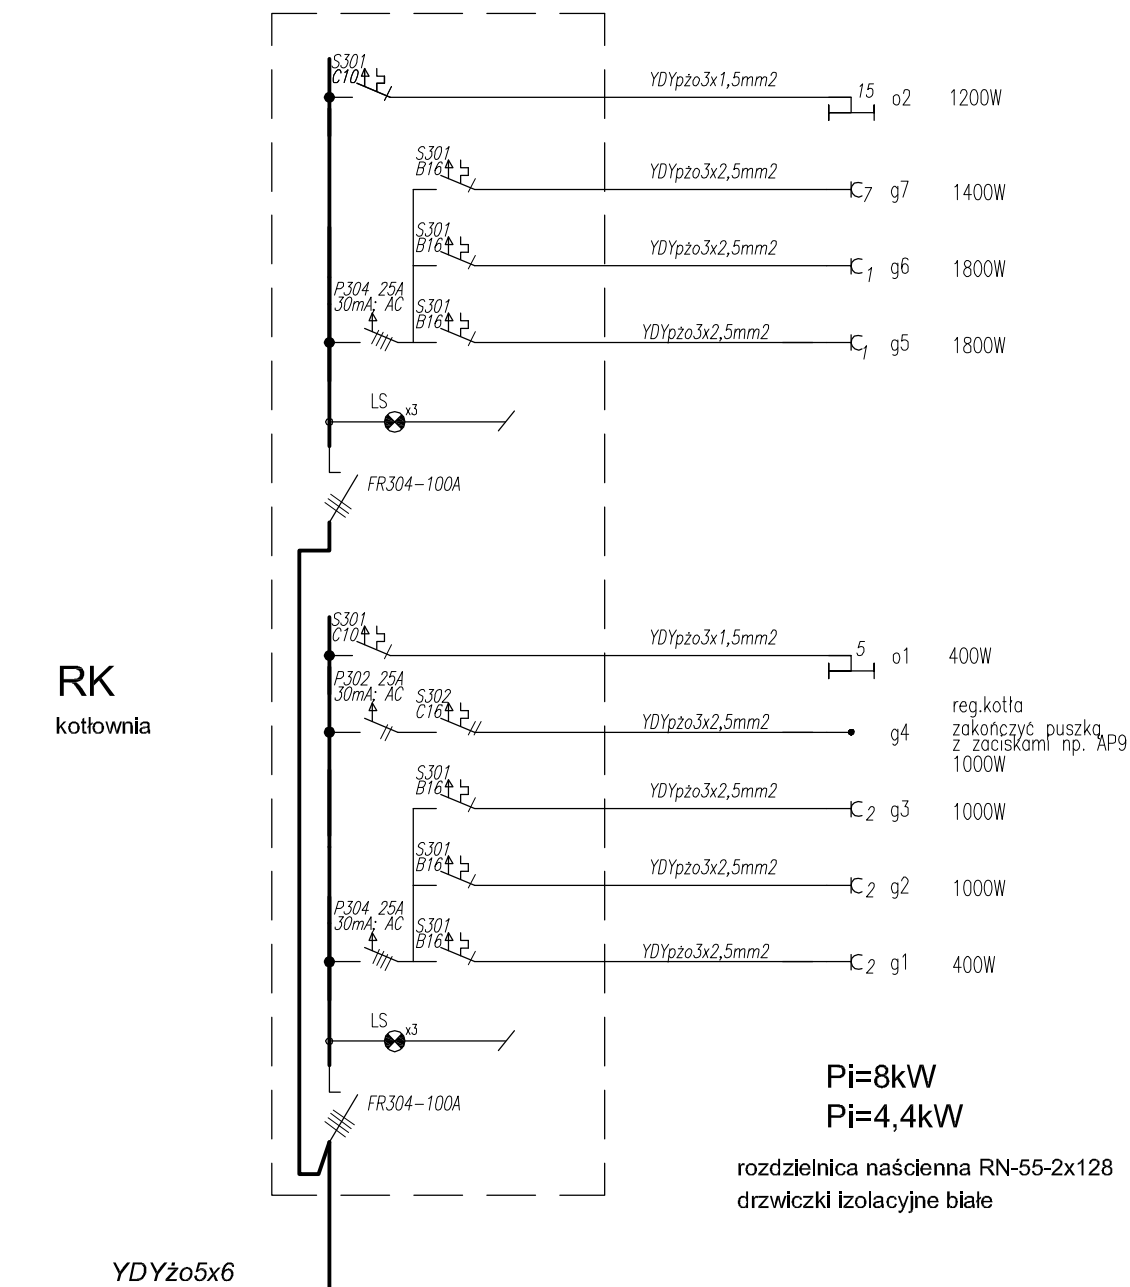 S301
C10
YDYpżo3x1,5mm2
15
o2
1200W
S301
B16
YDYpżo3x2,5mm2
7
g7
1400W
S301
B16
YDYpżo3x2,5mm2
1
g6
1800W
P304 25A
30mA; AC
S301
B16
YDYpżo3x2,5mm2
1
g5
1800W
LS
x3
FR304-100A
S301
C10
YDYpżo3x1,5mm2
5
o1
400W
RK
kotłownia
P302 25A
30mA; AC
S302
C16
YDYpżo3x2,5mm2
g4
reg.kotła
zakończyć puszką
z zaciskami np. AP9
1000W
S301
B16
YDYpżo3x2,5mm2
2
g3
1000W
S301
B16
YDYpżo3x2,5mm2
2
g2
1000W
P304 25A
30mA; AC
S301
B16
YDYpżo3x2,5mm2
2
g1
400W
LS
x3
FR304-100A
Pi=8kW
Pi=4,4kW
rozdzielnica naścienna RN-55-2x128
drzwiczki izolacyjne białe
YDYżo5x6